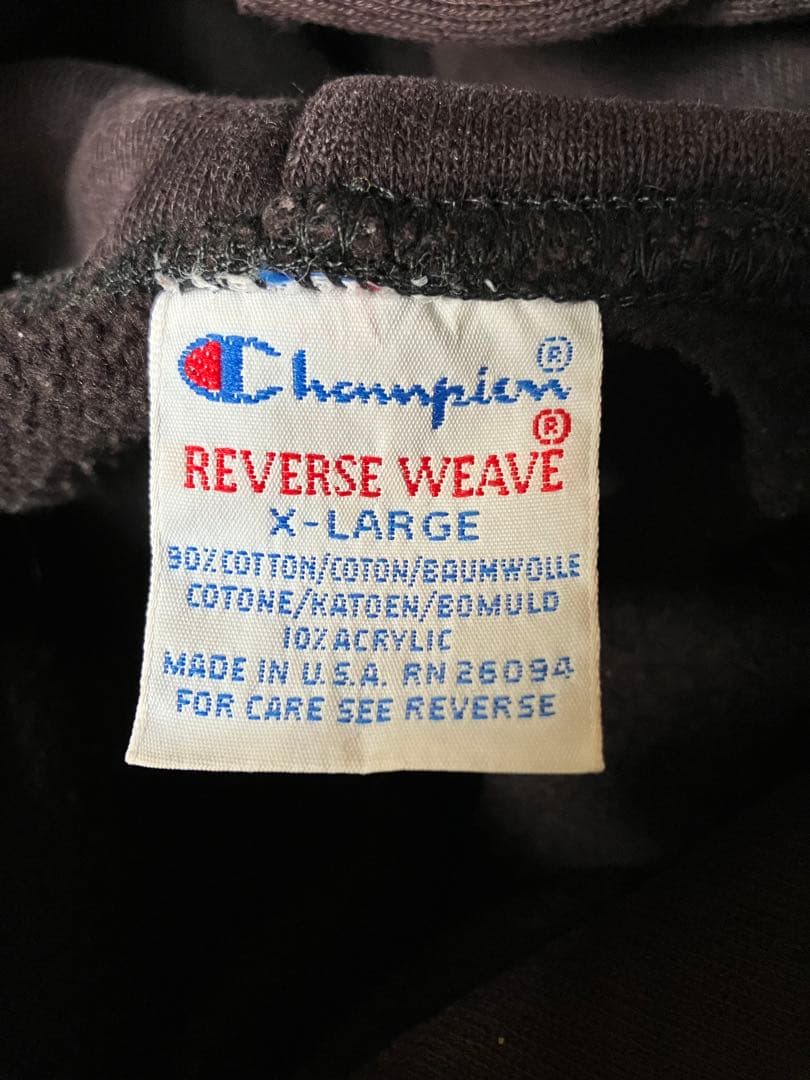 Champion®
®
REVERSE WEAVE
X-LARGE
90% COTTON/COTON/BAUMWOLLE
COTONE/KATOEN/BOMULD
10% ACRYLIC
MADE IN U.S.A. RN 26094
FOR CARE SEE REVERSE